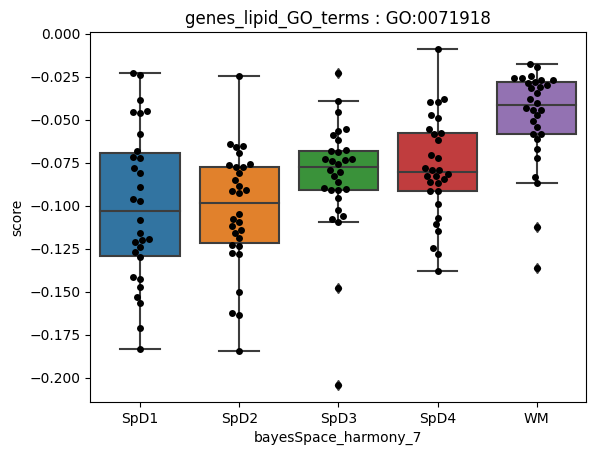 genes_lipid_GO_terms : GO:0071918
0.000
−0.025
−0.050
−0.075
−0.100
−0.125
−0.150
−0.175
−0.200
score
SpD1 SpD2 SpD3 SpD4 WM
bayesSpace_harmony_7